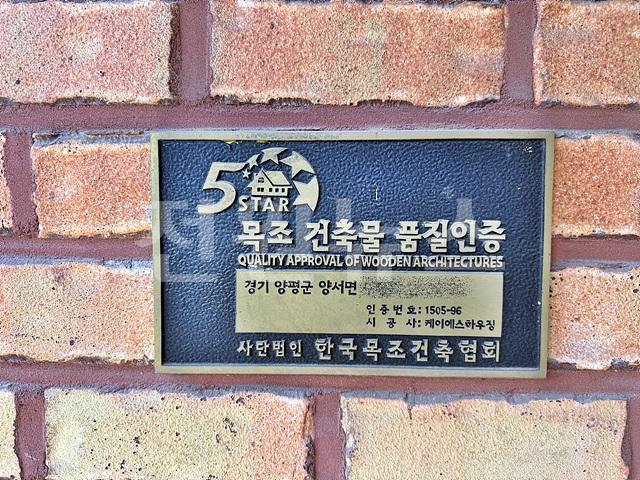 5 STAR
목조 건축물 품질인증
QUALITY APPROVAL OF WOODEN ARCHITECTURES
경기 양평군 양서면
인증번호: 1505-96
시 공 사: 케이에스하우징
사단법인 한국목조건축협회